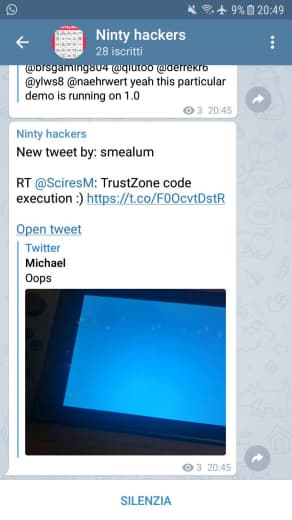 9% 20:49
Ninty hackers
28 iscritti
@brsgaming804 @qlutoo @derrekr6
@ylws8 @naehrwert yeah this particular
demo is running on 1.0
3 20:45
Ninty hackers
New tweet by: smealum
RT @SciresM: TrustZone code
execution :) https://t.co/F0OcvtDstR
Open tweet
Twitter
Michael
Oops
3 20:45
SILENZIA